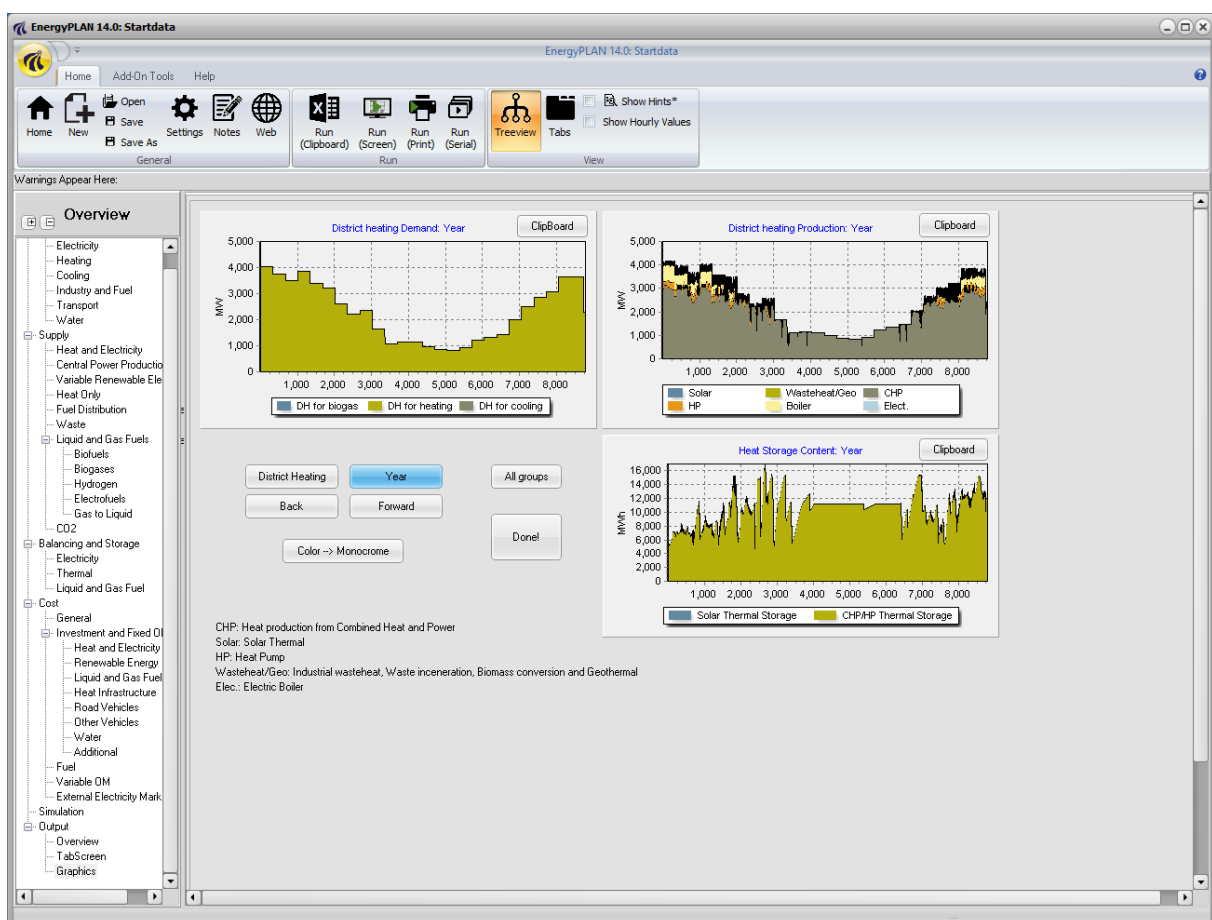 EnergyPLAN 14.0: Startdata
EnergyPLAN 14.0: Startdata
Home Add-On Tools Help
Home
New
Open
Save
Save As
Settings
Notes
Web
General
Run (Clipboard)
Run (Screen)
Run (Print)
Run (Serial)
Run
Treeview
Tabs
Show Hints*
Show Hourly Values
View
Warnings Appear Here:
Overview
Electricity
Heating
Cooling
Industry and Fuel
Transport
Water
Supply
Heat and Electricity
Central Power Productio
Variable Renewable Ele
Heat Only
Fuel Distribution
Waste
Liquid and Gas Fuels
Biofuels
Biogases
Hydrogen
Electrofuels
Gas to Liquid
CO2
Balancing and Storage
Electricity
Thermal
Liquid and Gas Fuel
Cost
General
Investment and Fixed O
Heat and Electricity
Renewable Energy
Liquid and Gas Fuel
Heat Infrastructure
Road Vehicles
Other Vehicles
Water
Additional
Fuel
Variable OM
External Electricity Mark
Simulation
Output
Overview
TabScreen
Graphics
District heating Demand: Year
ClipBoard
5,000
4,000
3,000
2,000
1,000
0
MW
1,000 2,000 3,000 4,000 5,000 6,000 7,000 8,000
DH for biogas DH for heating DH for cooling
District heating Production: Year
Clipboard
5,000
4,000
3,000
2,000
1,000
0
MW
1,000 2,000 3,000 4,000 5,000 6,000 7,000 8,000
Solar Wasteheat/Geo CHP
HP Boiler Elect.
District Heating Year All groups
Back Forward
Done!
Color --> Monocrome
Heat Storage Content: Year
Clipboard
16,000
14,000
12,000
10,000
8,000
6,000
4,000
2,000
0
MWh
1,000 2,000 3,000 4,000 5,000 6,000 7,000 8,000
Solar Thermal Storage CHP/HP Thermal Storage
CHP: Heat production from Combined Heat and Power
Solar: Solar Thermal
HP: Heat Pump
Wasteheat/Geo: Industrial wasteheat, Waste inceneration, Biomass conversion and Geothermal
Elec.: Electric Boiler